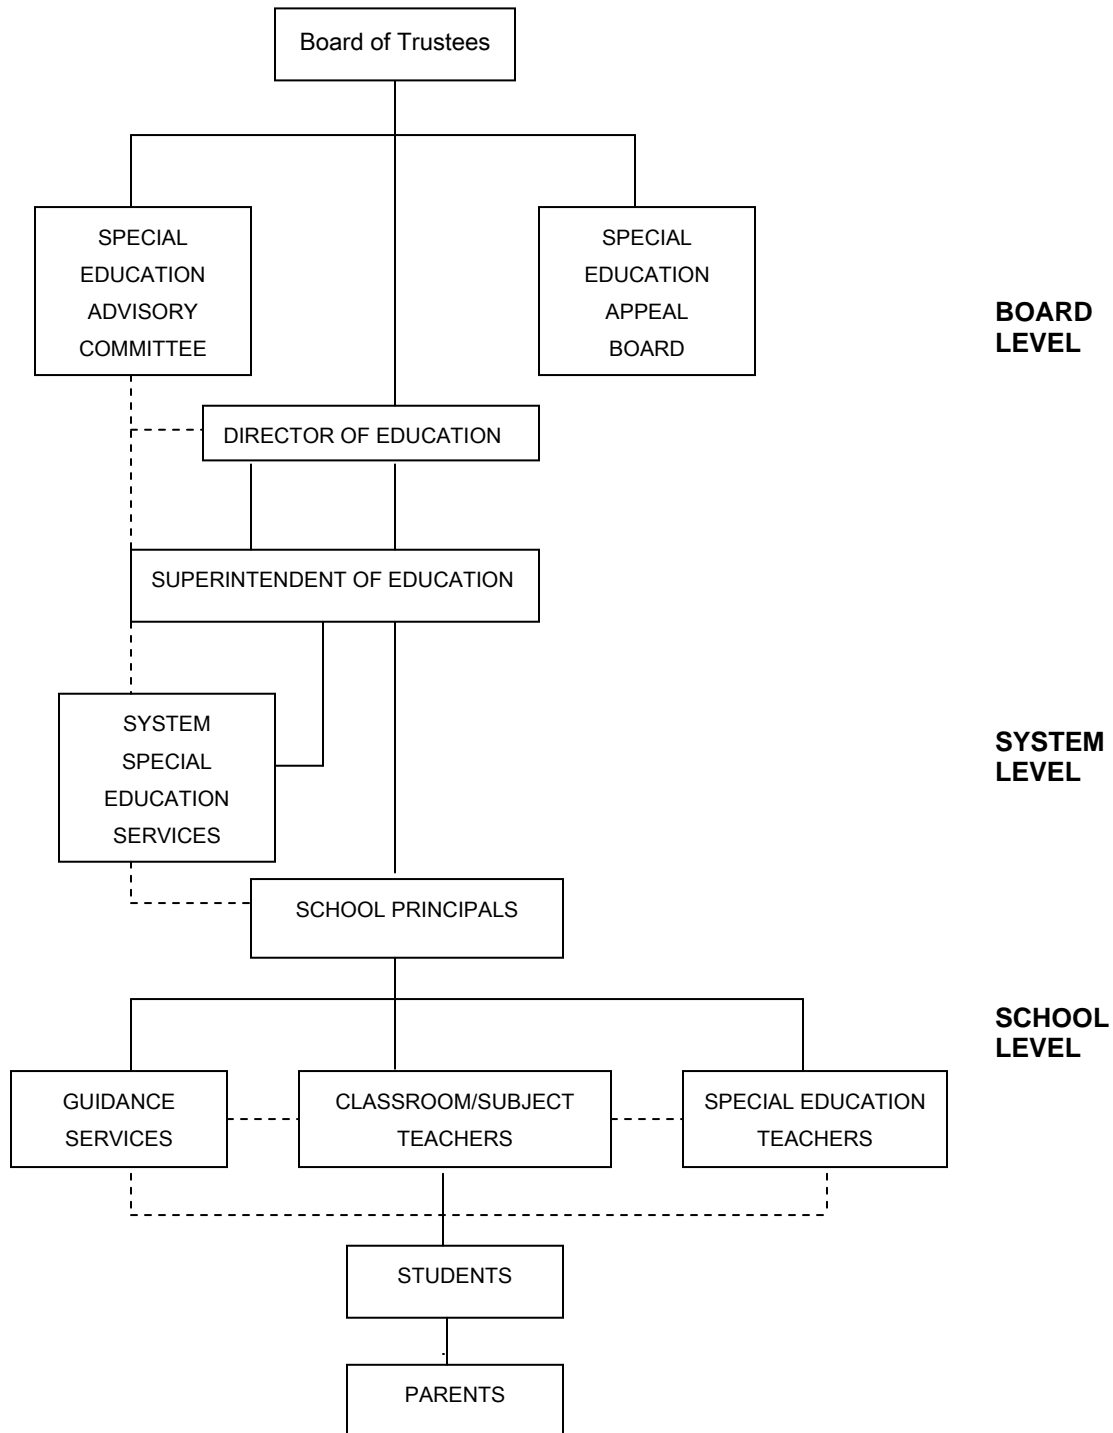 Board of Trustees
SPECIAL
EDUCATION
ADVISORY
COMMITTEE
SPECIAL
EDUCATION
APPEAL
BOARD
BOARD
LEVEL
DIRECTOR OF EDUCATION
SUPERINTENDENT OF EDUCATION
SYSTEM
SPECIAL
EDUCATION
SERVICES
SYSTEM
LEVEL
SCHOOL PRINCIPALS
SCHOOL
LEVEL
GUIDANCE
SERVICES
CLASSROOM/SUBJECT
TEACHERS
SPECIAL EDUCATION
TEACHERS
STUDENTS
PARENTS